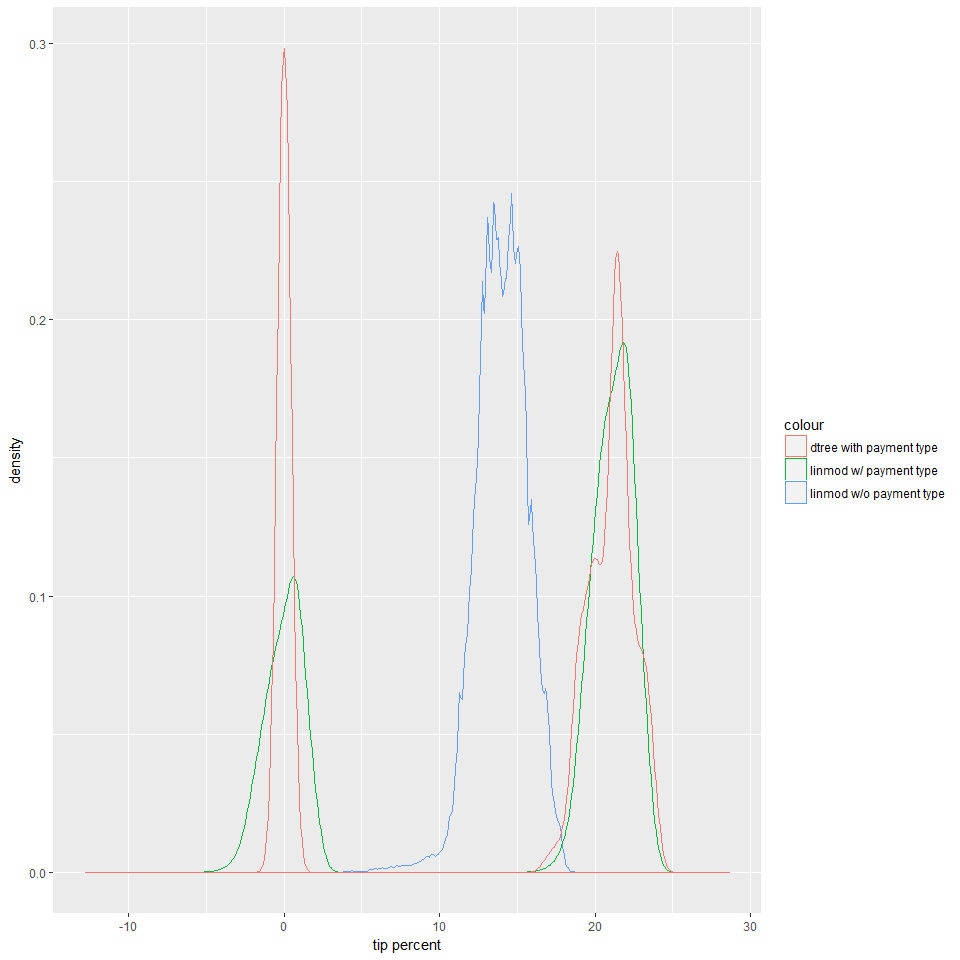 0.3
0.2
0.1
0.0
density
-10
0
10
20
30
tip percent
colour
dtree with payment type
linmod w/ payment type
linmod w/o payment type